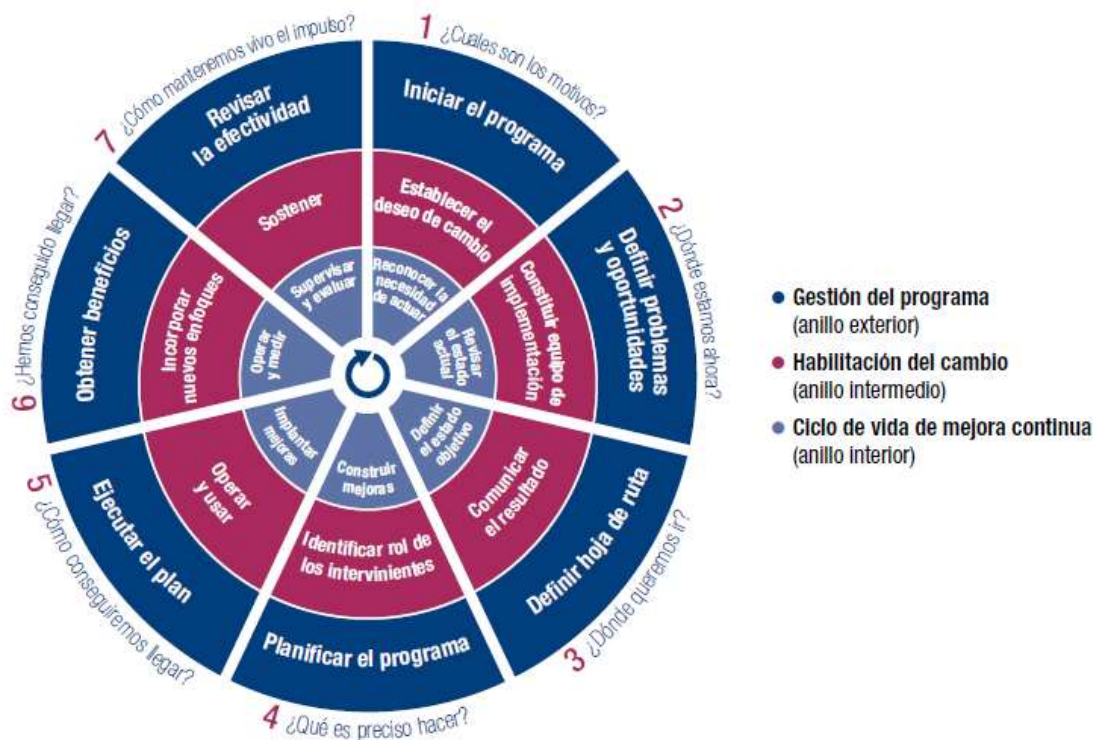 1 ¿Cuales son los motivos?
Iniciar el programa
Establecer el
deseo de cambio
Reconocer la
necesidad
de actuar
2 ¿Dónde estamos ahora?
Definir problemas
y oportunidades
Constituir equipo de
implementación
Revisar
el estado
actual
3 ¿Dónde queremos ir?
Definir hoja de ruta
Comunicar
el resultado
Definir
el estado
objetivo
4 ¿Qué es preciso hacer?
Planificar el programa
Identificar rol de
los intervinientes
Construir
mejoras
5 ¿Cómo conseguiremos llegar?
Ejecutar el plan
Operar
y usar
Implantar
mejoras
6 ¿Hemos conseguido llegar?
Obtener beneficios
Incorporar
nuevos enfoques
Operar
y medir
7 ¿Cómo mantenemos vivo el impulso?
Revisar
la efectividad
Sostener
Supervisar
y evaluar
Gestión del programa
(anillo exterior)
Habilitación del cambio
(anillo intermedio)
Ciclo de vida de mejora continua
(anillo interior)